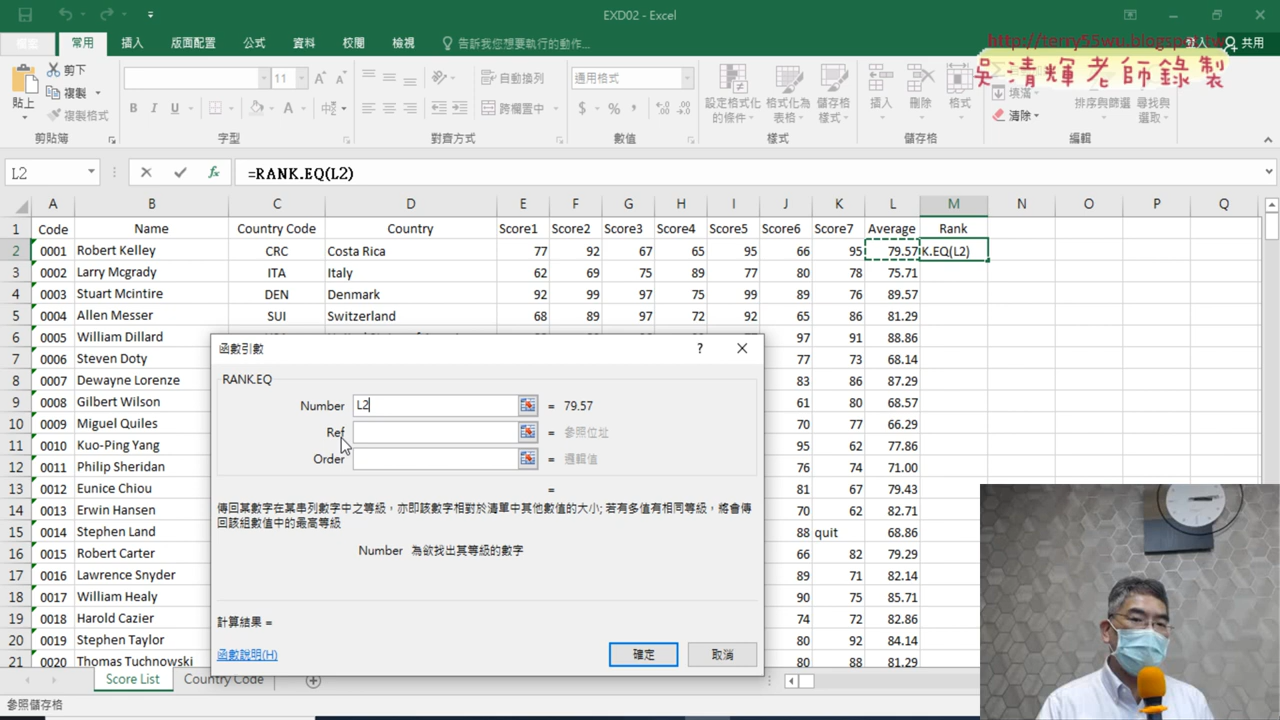 EXD02 - Excel
http://terry55wu.blogspot.tw
吳清輝老師錄製
常用 插入 版面配置 公式 資料 校閱 檢視 告訴我您想要執行的動作... 共用
貼上 剪下 複製 複製格式
11 自動換列 跨欄置中 通用格式
設定格式化的條件 格式化為表格 儲存格樣式 插入 刪除 格式 填滿 清除 排序與篩選 尋找與選取
剪貼簿 字型 對齊方式 數值 樣式 儲存格 編輯
L2 =RANK.EQ(L2)
A B C D E F G H I J K L M N O P Q
1 Code Name Country Code Country Score1 Score2 Score3 Score4 Score5 Score6 Score7 Average Rank
2 0001 Robert Kelley CRC Costa Rica 77 92 67 65 95 66 95 79.57 K.EQ(L2)
3 0002 Larry Mcgrady ITA Italy 62 69 75 89 77 80 78 75.71
4 0003 Stuart Mcintire DEN Denmark 92 99 97 75 99 89 76 89.57
5 0004 Allen Messer SUI Switzerland 68 89 97 72 92 65 86 81.29
6 0005 William Dillard 97 91 88.86
7 0006 Steven Doty 77 73 68.14
8 0007 Dewayne Lorenze 83 86 87.29
9 0008 Gilbert Wilson 86 81 68.57
10 0009 Miguel Quiles 70 77 66.29
11 0010 Kuo-Ping Yang 95 62 77.86
12 0011 Philip Sheridan 76 74 71.00
13 0012 Eunice Chiou 81 67 79.43
14 0013 Erwin Hansen 70 62 82.71
15 0014 Stephen Land 88 quit 68.86
16 0015 Robert Carter 66 82 79.29
17 0016 Lawrence Snyder 89 71 82.14
18 0017 William Healy 90 75 85.71
19 0018 Harold Cazier 74 72 82.86
20 0019 Stephen Taylor 80 92 84.14
21 0020 Thomas Tuchnowski 80 88 81.29
函數引數
RANK.EQ
Number L2 = 79.57
Ref = 參照位址
Order = 邏輯值
=
傳回某數字在某串列數字中之等級，亦即該數字相對於清單中其他數值的大小; 若有多值有相同等級，將會傳
回該組數值中的最高等級
Number 為欲找出其等級的數字
計算結果 =
函數說明(H) 確定 取消
Score List Country Code
參照儲存格